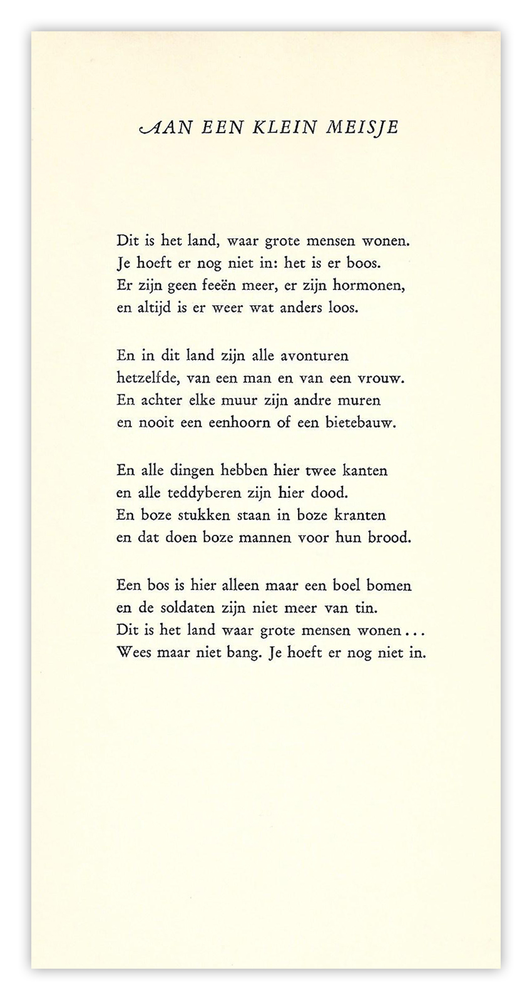 AAN EEN KLEIN MEISJE
Dit is het land, waar grote mensen wonen.
Je hoeft er nog niet in: het is er boos.
Er zijn geen feeën meer, er zijn hormonen,
en altijd is er weer wat anders loos.
En in dit land zijn alle avonturen
hetzelfde, van een man en van een vrouw.
En achter elke muur zijn andre muren
en nooit een eenhoorn of een bietebauw.
En alle dingen hebben hier twee kanten
en alle teddyberen zijn hier dood.
En boze stukken staan in boze kranten
en dat doen boze mannen voor hun brood.
Een bos is hier alleen maar een boel bomen
en de soldaten zijn niet meer van tin.
Dit is het land waar grote mensen wonen...
Wees maar niet bang. Je hoeft er nog niet in.